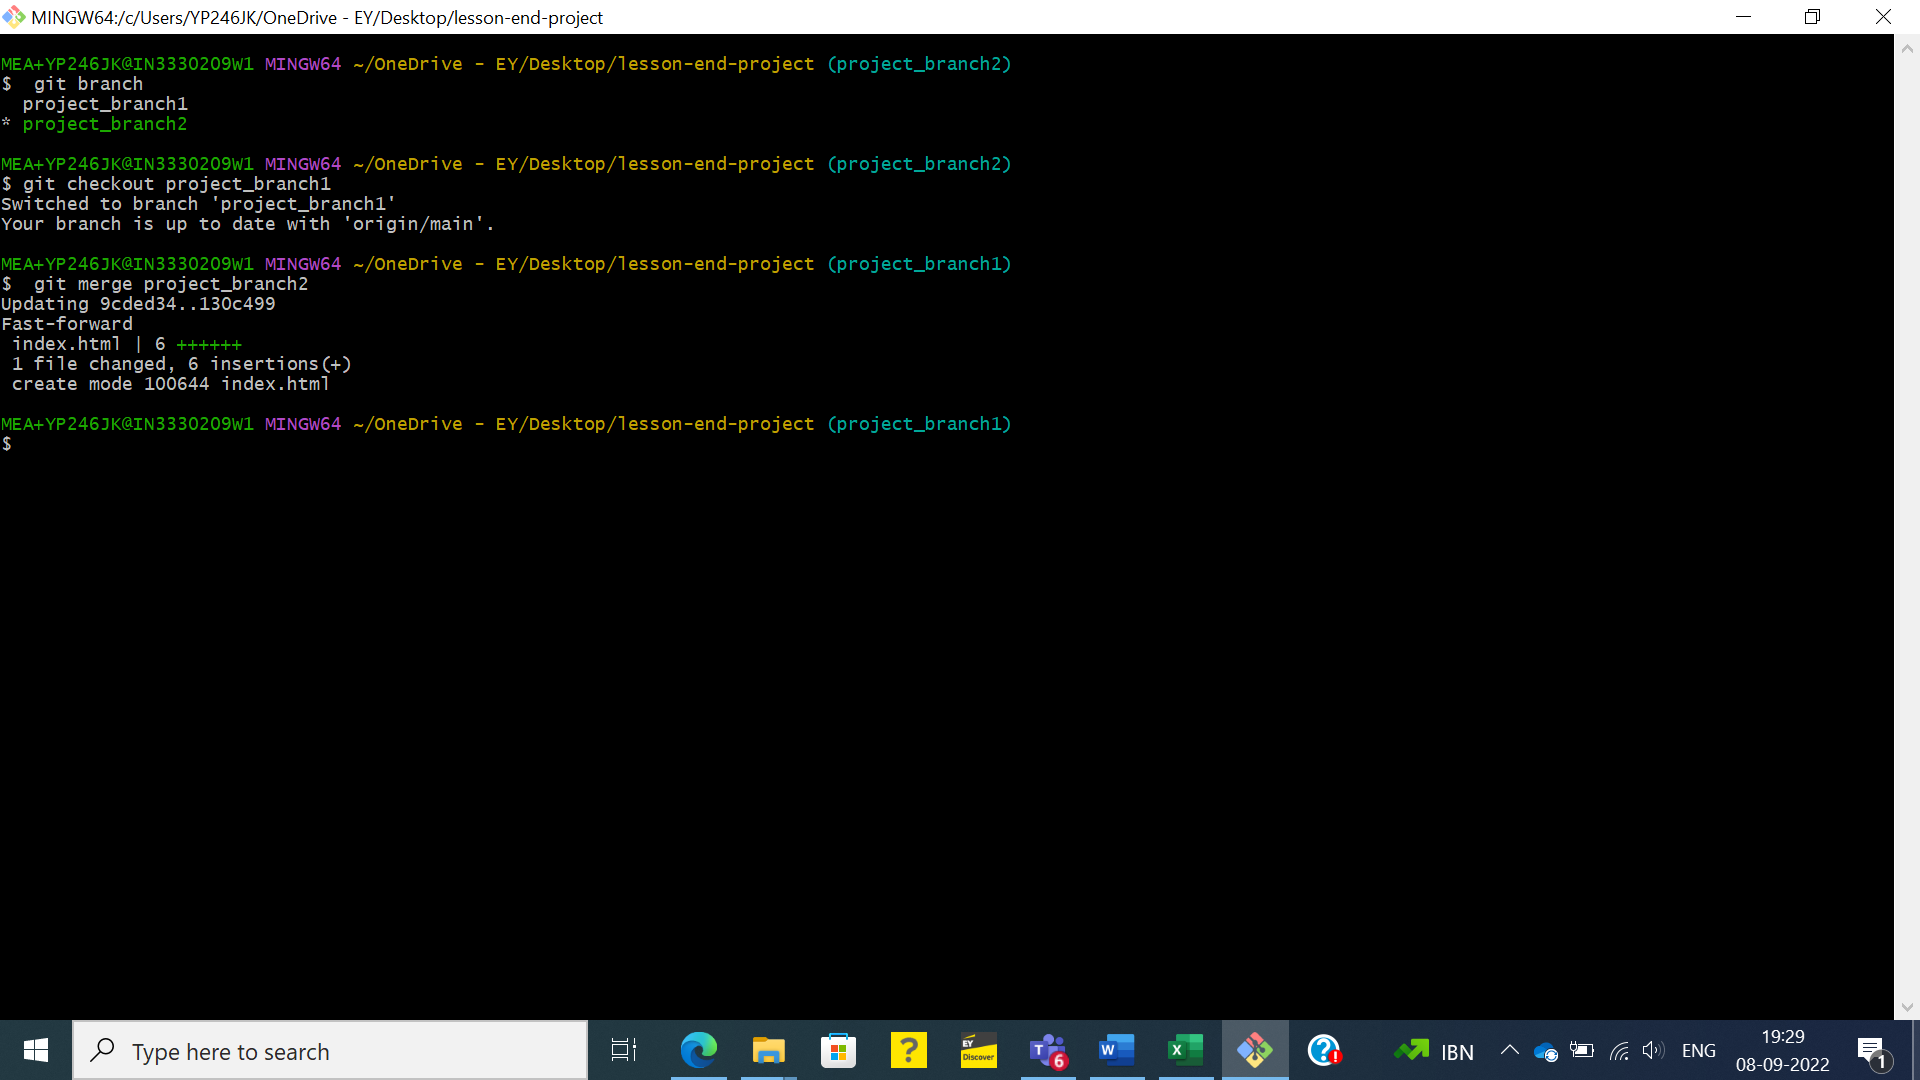 MINGW64:/c/Users/YP246JK/OneDrive - EY/Desktop/lesson-end-project
MEA+YP246JK@IN3330209W1 MINGW64 ~/OneDrive - EY/Desktop/lesson-end-project (project_branch2)
$  git branch
  project_branch1
* project_branch2
MEA+YP246JK@IN3330209W1 MINGW64 ~/OneDrive - EY/Desktop/lesson-end-project (project_branch2)
$ git checkout project_branch1
Switched to branch 'project_branch1'
Your branch is up to date with 'origin/main'.
MEA+YP246JK@IN3330209W1 MINGW64 ~/OneDrive - EY/Desktop/lesson-end-project (project_branch1)
$  git merge project_branch2
Updating 9cded34..130c499
Fast-forward
 index.html | 6 ++++++
 1 file changed, 6 insertions(+)
 create mode 100644 index.html
MEA+YP246JK@IN3330209W1 MINGW64 ~/OneDrive - EY/Desktop/lesson-end-project (project_branch1)
$
Type here to search
?
EY Discover
T 6
W
X
?!
IBN
ENG
19:29
08-09-2022
1